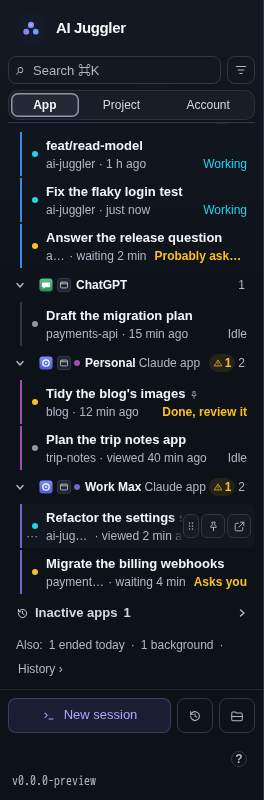 AI Juggler
Search ⌘K
App Project Account
feat/read-model
ai-juggler · 1 h ago Working
Fix the flaky login test
ai-juggler · just now Working
Answer the release question
a… · waiting 2 min Probably ask…
ChatGPT 1
Draft the migration plan
payments-api · 15 min ago Idle
Personal Claude app 1 2
Tidy the blog's images
blog · 12 min ago Done, review it
Plan the trip notes app
trip-notes · viewed 40 min ago Idle
Work Max Claude app 1 2
Refactor the settings
ai-jug… · viewed 2 min a
Migrate the billing webhooks
payment… · waiting 4 min Asks you
Inactive apps 1
Also: 1 ended today · 1 background ·
History ›
New session
?
v0.0.0-preview